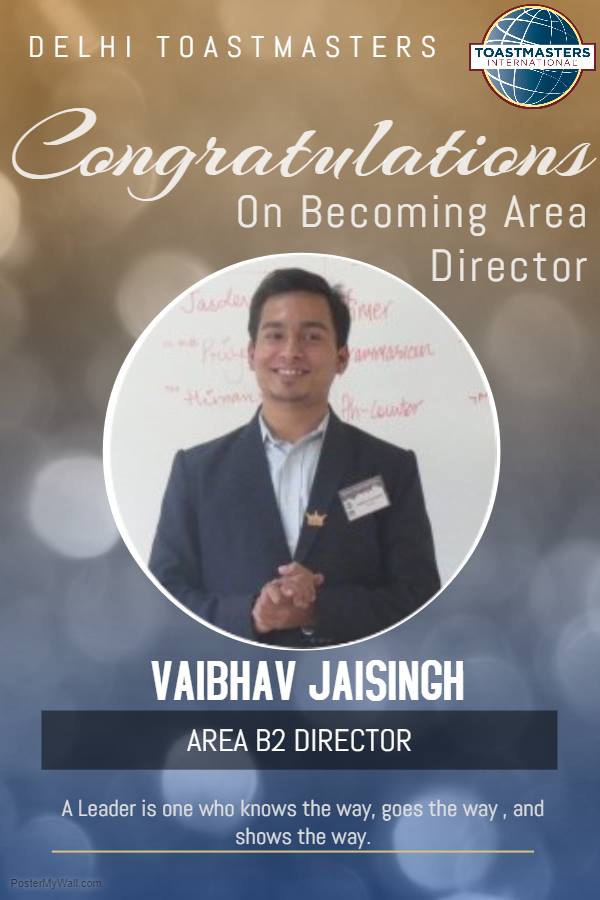 DELHI TOASTMASTERS
TOASTMASTERS
INTERNATIONAL
Congratulations
On Becoming Area
Director
Timer
VAIBHAV JAISINGH
AREA B2 DIRECTOR
A Leader is one who knows the way, goes the way , and
shows the way.
PosterMyWall.com